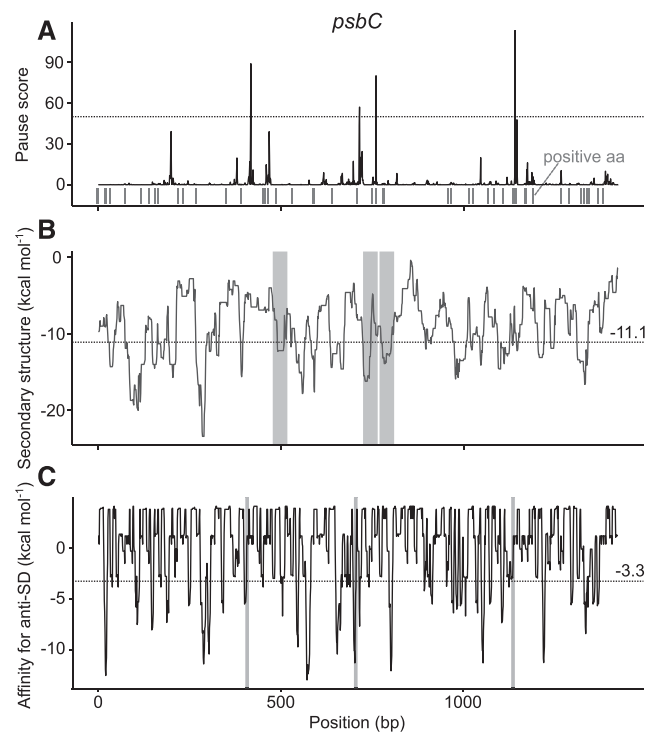 A
psbC
Pause score
90
60
30
0
positive aa
B
Secondary structure (kcal mol-1)
0
-10
-20
-11.1
C
Affinity for anti-SD (kcal mol-1)
0
-5
-10
-3.3
0 500 1000
Position (bp)